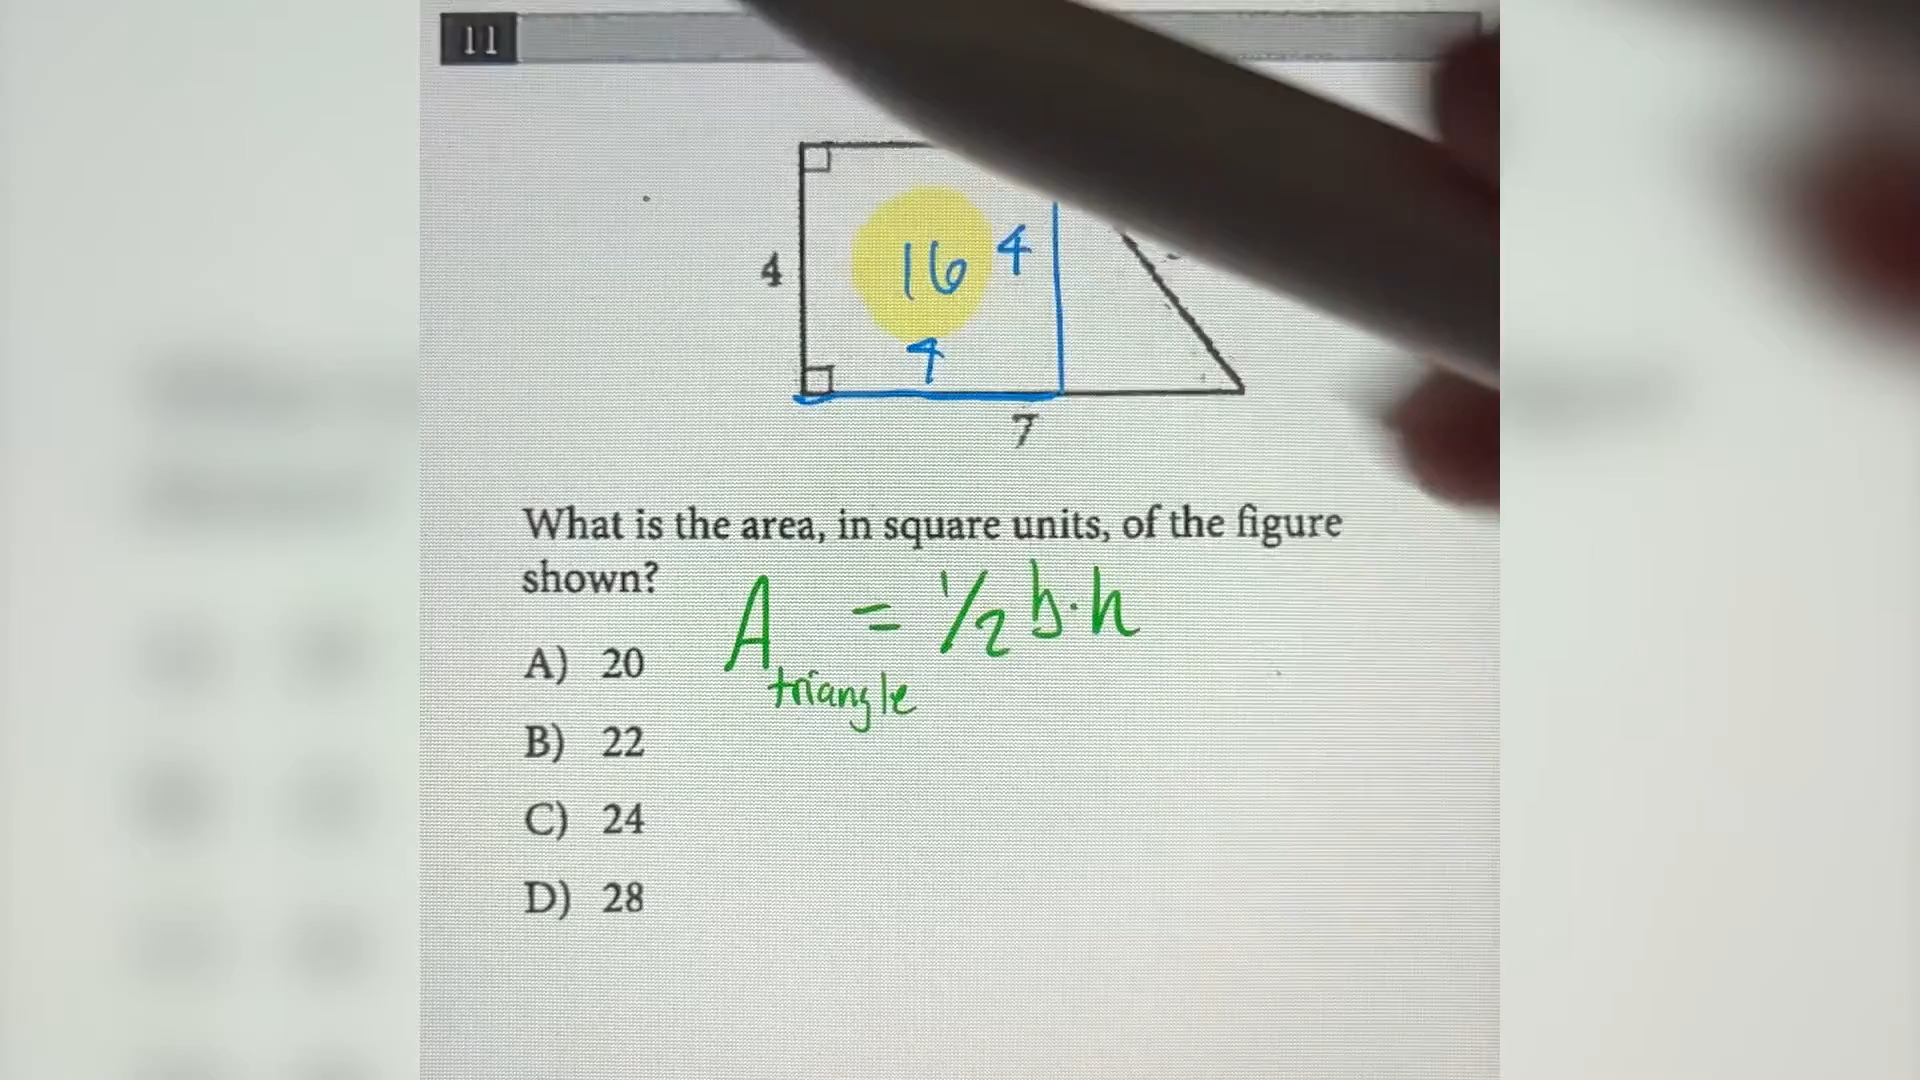 11
16
4
4
4
7
What is the area, in square units, of the figure
shown?
A = ½ b·h
triangle
A) 20
B) 22
C) 24
D) 28